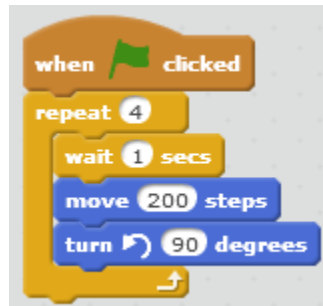 when clicked
repeat 4
wait 1 secs
move 200 steps
turn 90 degrees